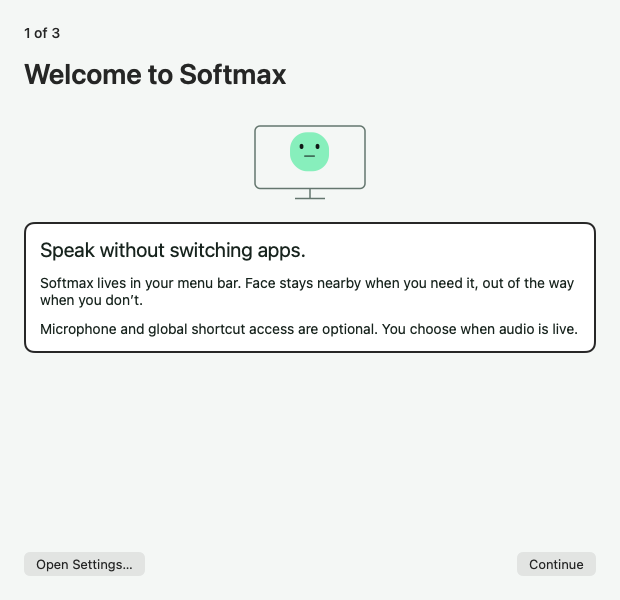 1 of 3
Welcome to Softmax
Speak without switching apps.
Softmax lives in your menu bar. Face stays nearby when you need it, out of the way
when you don’t.
Microphone and global shortcut access are optional. You choose when audio is live.
Open Settings...
Continue